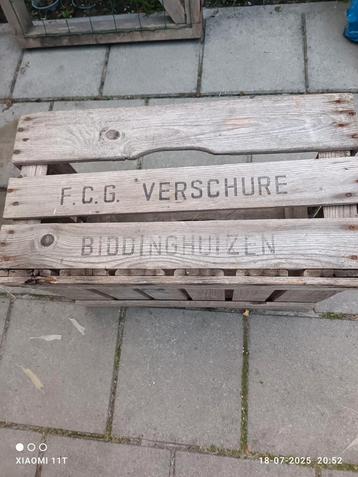 F.C.G. VERSCHURE
BIDDINGHUIZEN
XIAOMI 11T
18-07-2025 20:52